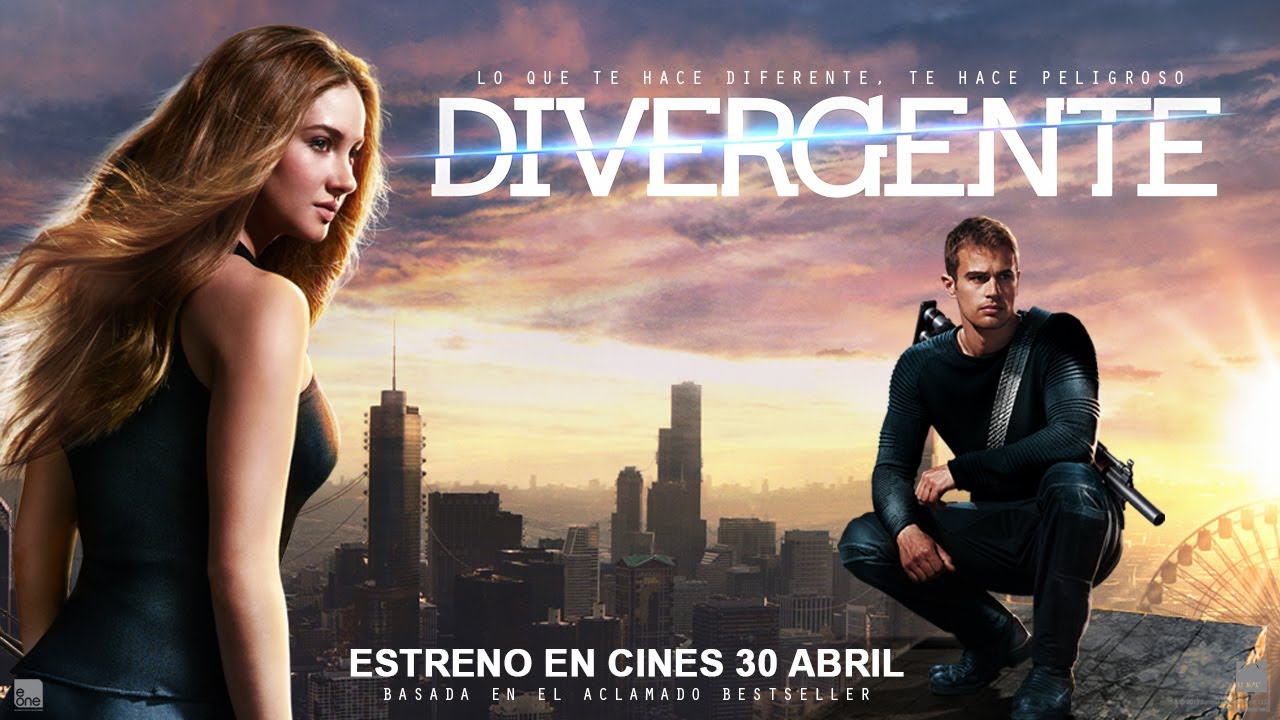 LO QUE TE HACE DIFERENTE, TE HACE PELIGROSO
DIVERGENTE
ESTRENO EN CINES 30 ABRIL
BASADA EN EL ACLAMADO BESTSELLER
e
one